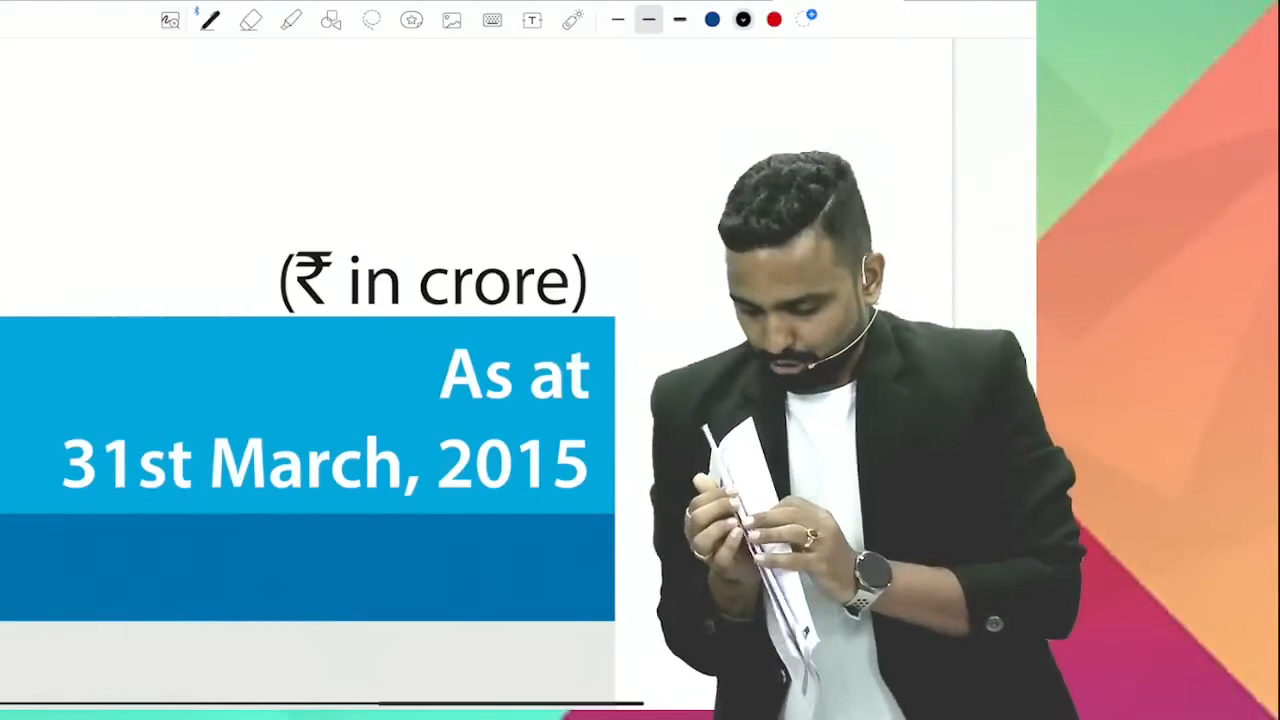 (₹ in crore)
As at
31st March, 2015